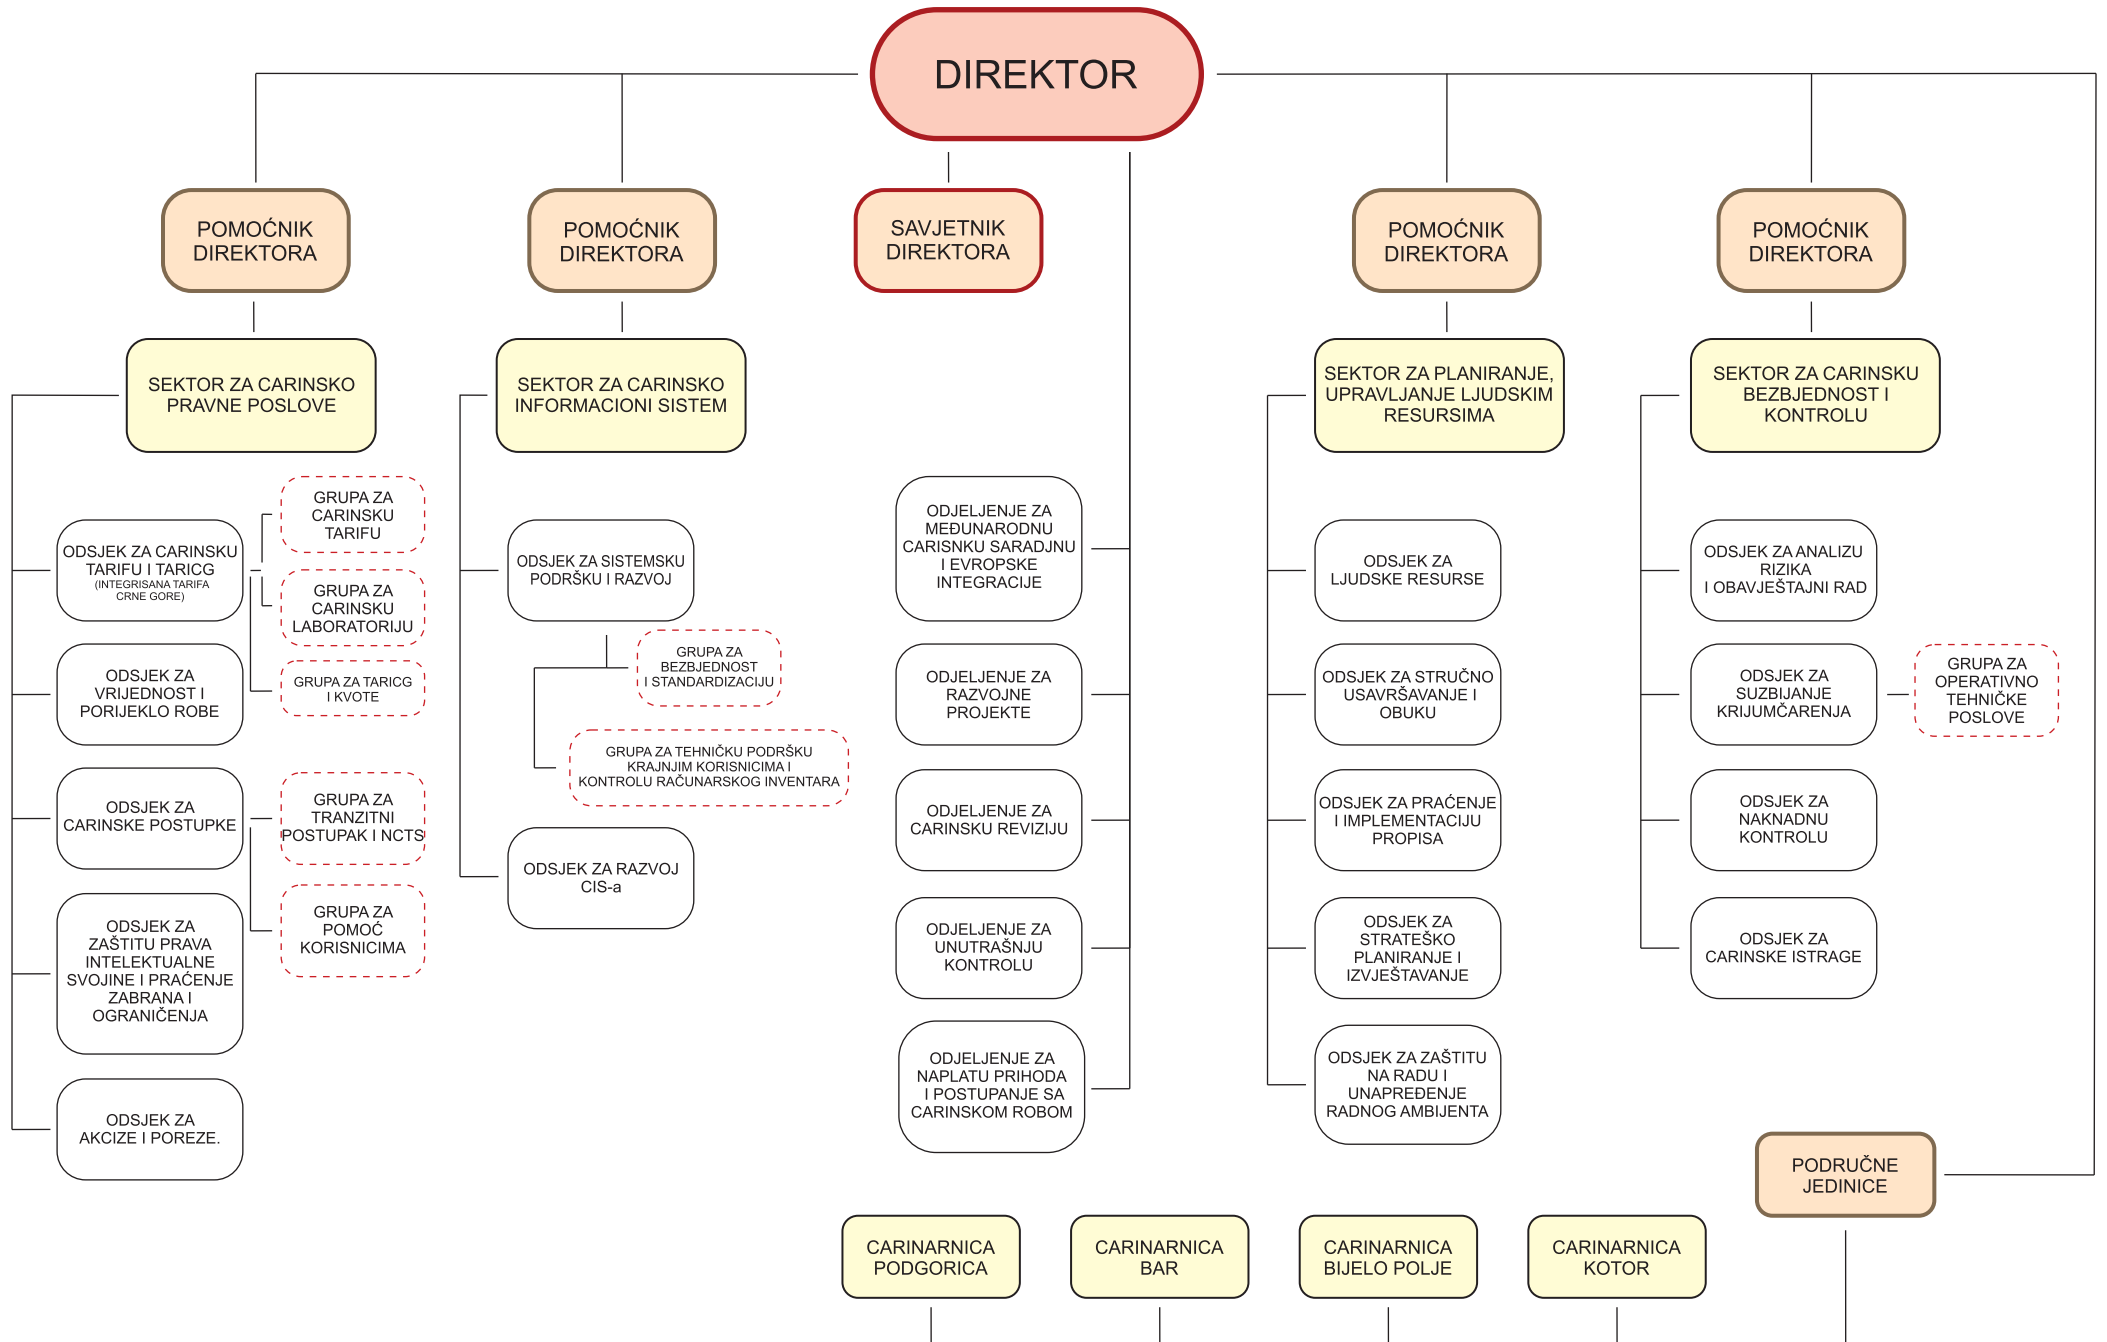 DIREKTOR
POMOĆNIK
DIREKTORA
POMOĆNIK
DIREKTORA
SAVJETNIK
DIREKTORA
POMOĆNIK
DIREKTORA
POMOĆNIK
DIREKTORA
SEKTOR ZA CARINSKO
PRAVNE POSLOVE
SEKTOR ZA CARINSKO
INFORMACIONI SISTEM
SEKTOR ZA PLANIRANJE,
UPRAVLJANJE LJUDSKIM
RESURSIMA
SEKTOR ZA CARINSKU
BEZBJEDNOST I
KONTROLU
ODSJEK ZA CARINSKU
TARIFU I TARICG
(INTEGRISANA TARIFA
CRNE GORE)
GRUPA ZA
CARINSKU
TARIFU
GRUPA ZA
CARINSKU
LABORATORIJU
GRUPA ZA TARICG
I KVOTE
ODSJEK ZA
VRIJEDNOST I
PORIJEKLO ROBE
ODSJEK ZA
CARINSKE POSTUPKE
GRUPA ZA
TRANZITNI
POSTUPAK I NCTS
GRUPA ZA
POMOĆ
KORISNICIMA
ODSJEK ZA
ZAŠTITU PRAVA
INTELEKTUALNE
SVOJINE I PRAĆENJE
ZABRANA I
OGRANIČENJA
ODSJEK ZA
AKCIZE I POREZE.
ODSJEK ZA SISTEMSKU
PODRŠKU I RAZVOJ
GRUPA ZA
BEZBJEDNOST
I STANDARDIZACIJU
GRUPA ZA TEHNIČKU PODRŠKU
KRAJNJIM KORISNICIMA I
KONTROLU RAČUNARSKOG INVENTARA
ODSJEK ZA RAZVOJ
CIS-a
ODJELJENJE ZA
MEĐUNARODNU
CARISNKU SARADJNU
I EVROPSKE
INTEGRACIJE
ODJELJENJE ZA
RAZVOJNE
PROJEKTE
ODJELJENJE ZA
CARINSKU REVIZIJU
ODJELJENJE ZA
UNUTRAŠNJU
KONTROLU
ODJELJENJE ZA
NAPLATU PRIHODA
I POSTUPANJE SA
CARINSKOM ROBOM
ODSJEK ZA
LJUDSKE RESURSE
ODSJEK ZA STRUČNO
USAVRŠAVANJE I
OBUKU
ODSJEK ZA PRAĆENJE
I IMPLEMENTACIJU
PROPISA
ODSJEK ZA
STRATEŠKO
PLANIRANJE I
IZVJEŠTAVANJE
ODSJEK ZA ZAŠTITU
NA RADU I
UNAPREĐENJE
RADNOG AMBIJENTA
ODSJEK ZA ANALIZU
RIZIKA
I OBAVJEŠTAJNI RAD
ODSJEK ZA
SUZBIJANJE
KRIJUMČARENJA
GRUPA ZA
OPERATIVNO
TEHNIČKE
POSLOVE
ODSJEK ZA
NAKNADNU
KONTROLU
ODSJEK ZA
CARINSKE ISTRAGE
PODRUČNE
JEDINICE
CARINARNICA
PODGORICA
CARINARNICA
BAR
CARINARNICA
BIJELO POLJE
CARINARNICA
KOTOR